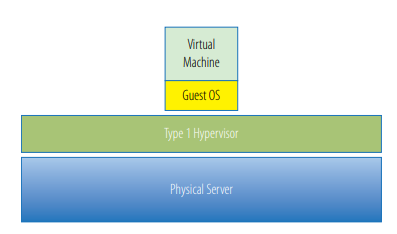 Virtual
Machine
Guest OS
Type 1 Hypervisor
Physical Server